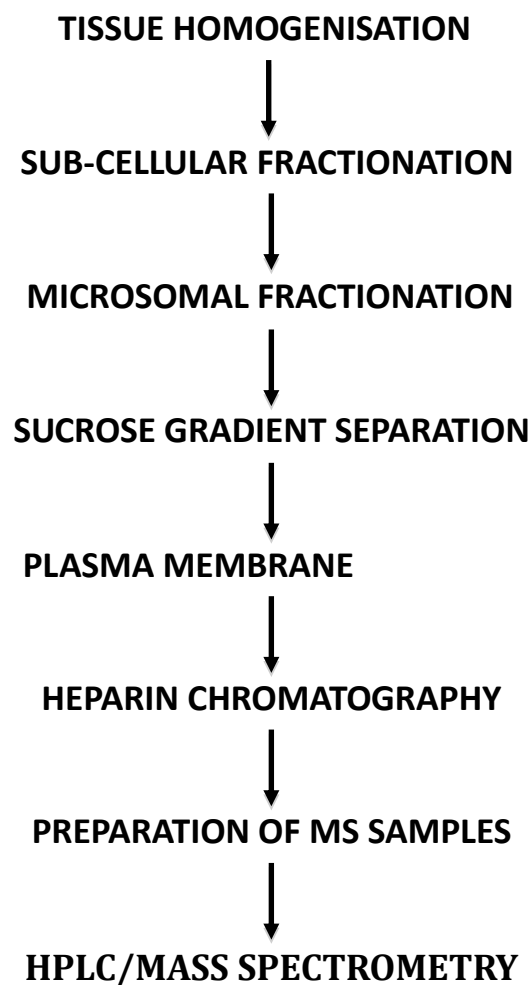 TISSUE HOMOGENISATION
SUB-CELLULAR FRACTIONATION
MICROSOMAL FRACTIONATION
SUCROSE GRADIENT SEPARATION
PLASMA MEMBRANE
HEPARIN CHROMATOGRAPHY
PREPARATION OF MS SAMPLES
HPLC/MASS SPECTROMETRY